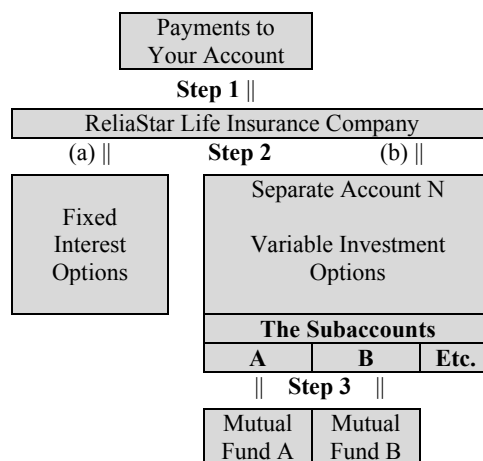 Payments to
Your Account
Step 1 ||
ReliaStar Life Insurance Company
(a) || Step 2 (b) ||
Fixed
Interest
Options
Separate Account N
Variable Investment
Options
The Subaccounts
A B Etc.
|| Step 3 ||
Mutual
Fund A
Mutual
Fund B